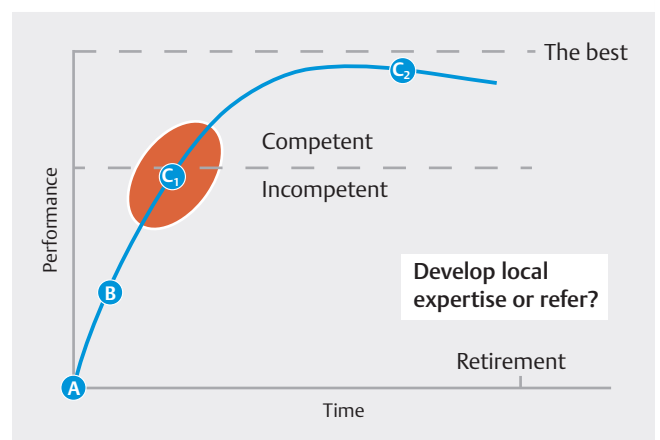 The best
C₂
Competent
C₁
Incompetent
Performance
B
Develop local
expertise or refer?
Retirement
A
Time